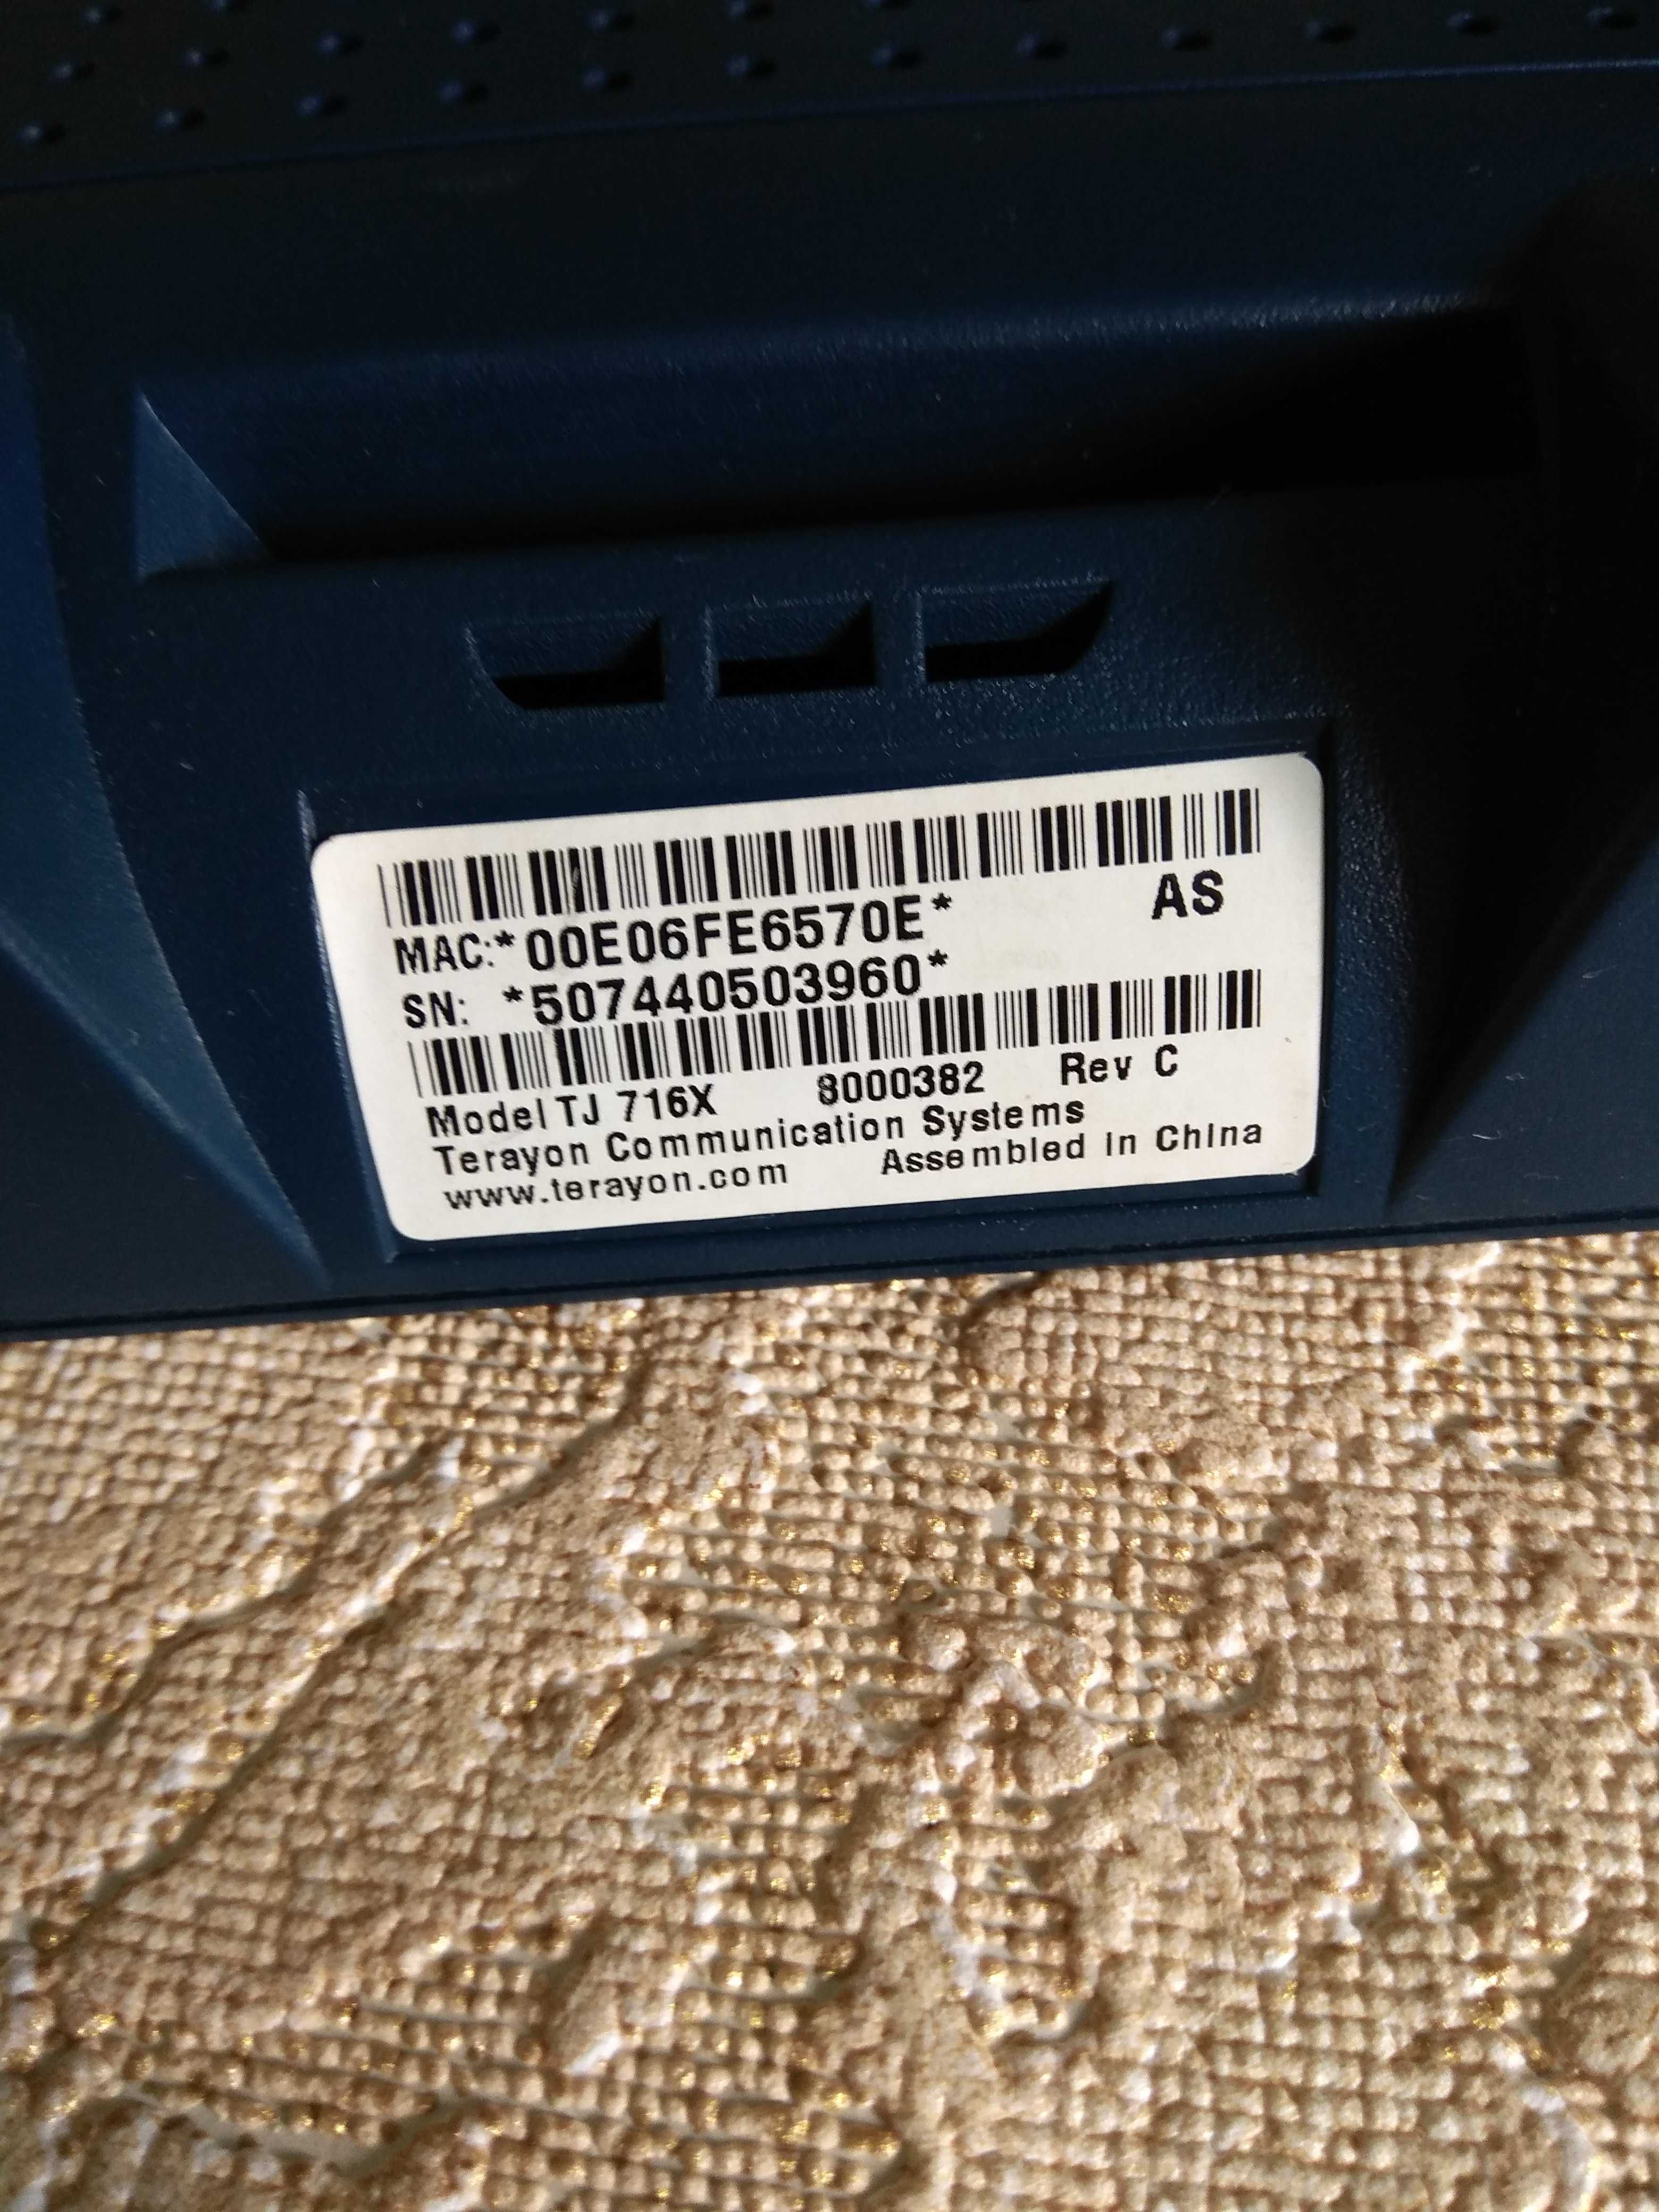 MAC:*00E06FE6570E* AS
SN: *507440503960*
Model TJ 716X 8000382 Rev C
Terayon Communication Systems
www.terayon.com Assembled in China